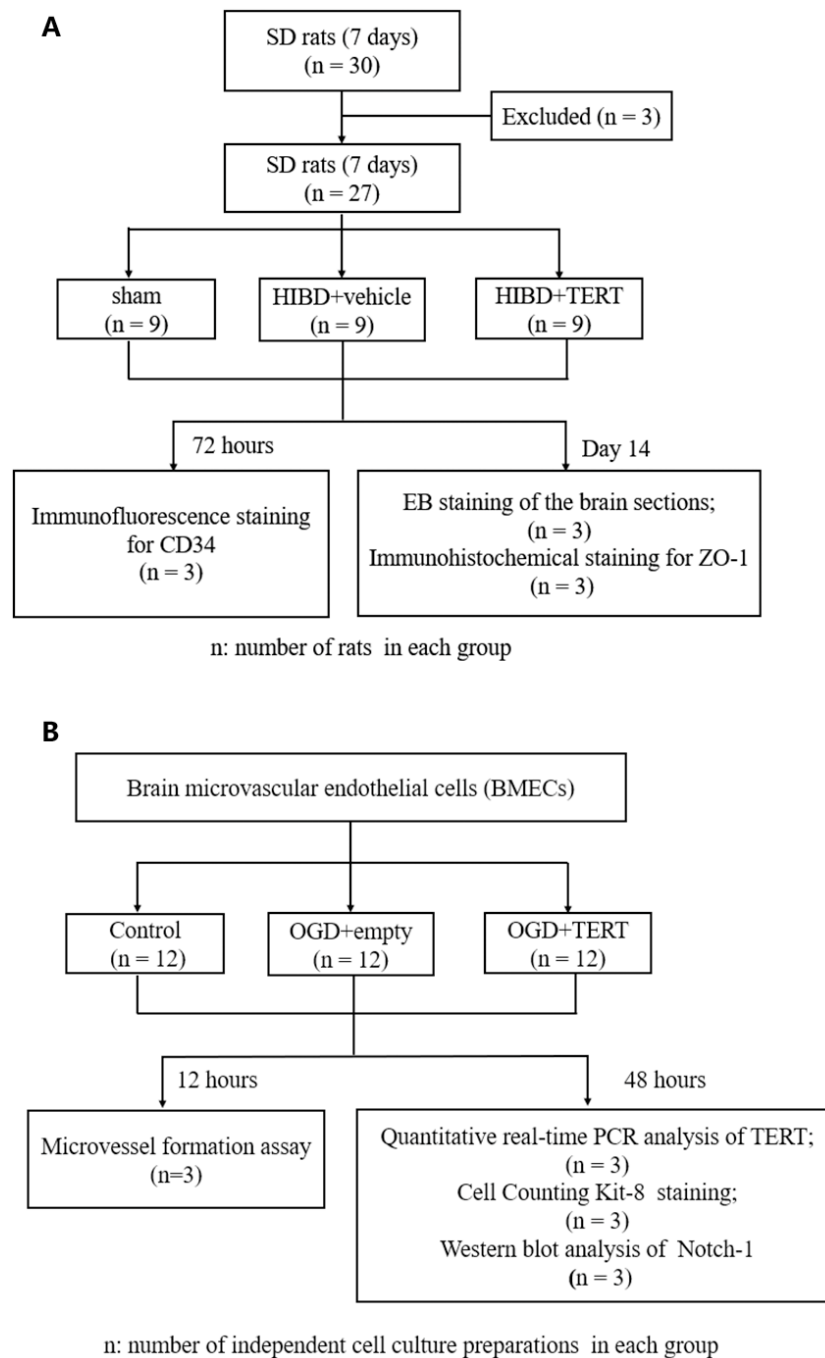 A
SD rats (7 days)
(n = 30)
Excluded (n = 3)
SD rats (7 days)
(n = 27)
sham
(n = 9)
HIBD+vehicle
(n = 9)
HIBD+TERT
(n = 9)
72 hours
Day 14
Immunofluorescence staining
for CD34
(n = 3)
EB staining of the brain sections;
(n = 3)
Immunohistochemical staining for ZO-1
(n = 3)
n: number of rats in each group
B
Brain microvascular endothelial cells (BMECs)
Control
(n = 12)
OGD+empty
(n = 12)
OGD+TERT
(n = 12)
12 hours
48 hours
Microvessel formation assay
(n=3)
Quantitative real-time PCR analysis of TERT;
(n = 3)
Cell Counting Kit-8 staining;
(n = 3)
Western blot analysis of Notch-1
(n = 3)
n: number of independent cell culture preparations in each group